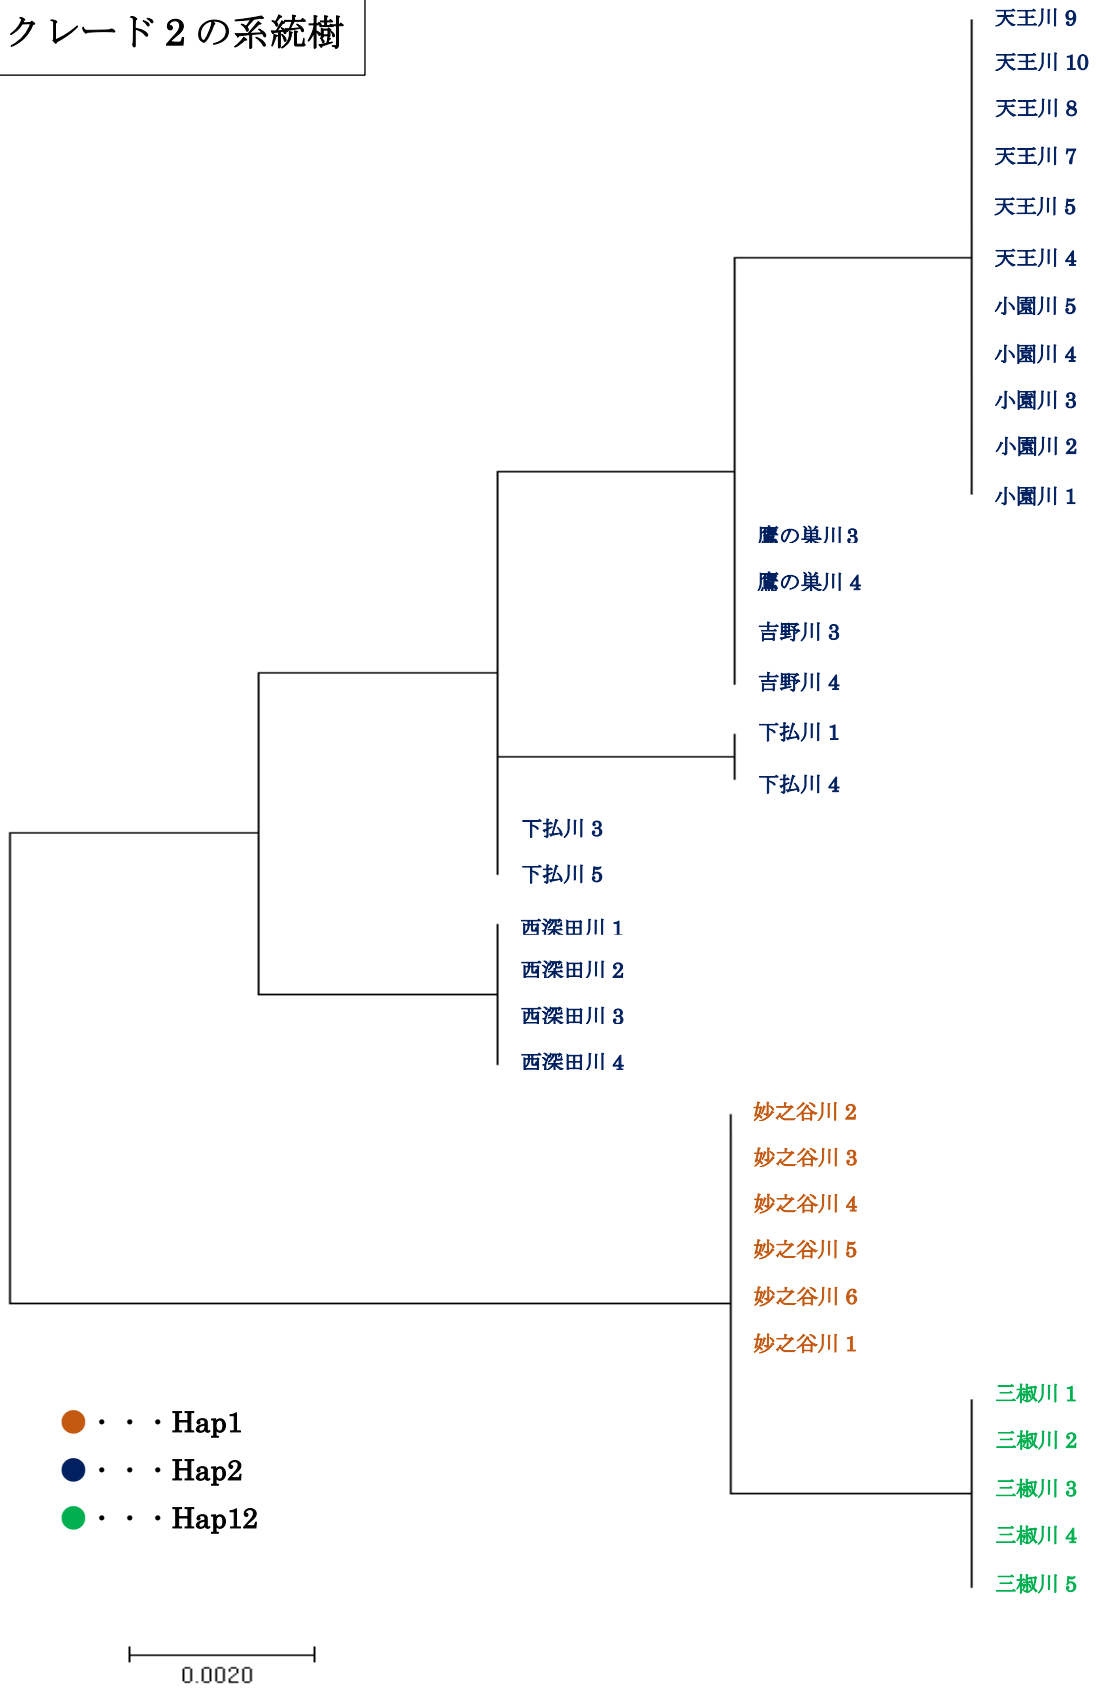 クレード2の系統樹
天王川 9
天王川 10
天王川 8
天王川 7
天王川 5
天王川 4
小園川 5
小園川 4
小園川 3
小園川 2
小園川 1
鷹の巣川3
鷹の巣川 4
吉野川 3
吉野川 4
下払川 1
下払川 4
下払川 3
下払川 5
西深田川 1
西深田川 2
西深田川 3
西深田川 4
妙之谷川 2
妙之谷川 3
妙之谷川 4
妙之谷川 5
妙之谷川 6
妙之谷川 1
三椒川 1
三椒川 2
三椒川 3
三椒川 4
三椒川 5
・・・Hap1
・・・Hap2
・・・Hap12
0.0020